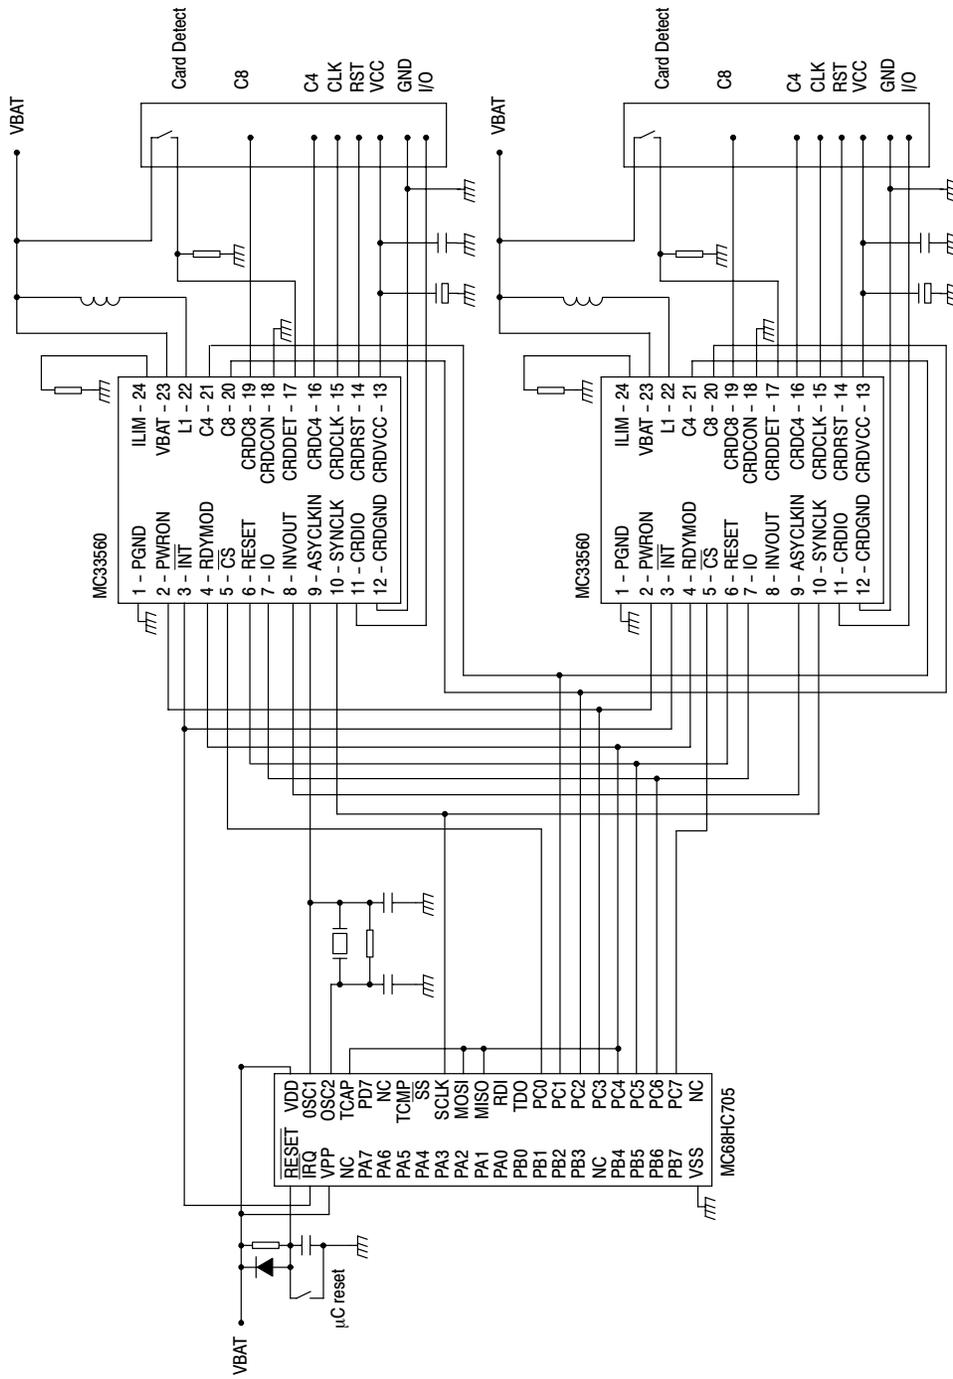 VBAT
Card Detect
C8
C4
CLK
RST
VCC
GND
I/O
MC33560
1 - PGND
2 - PWRON
3 - INT
4 - RDYMOD
5 - CS
6 - RESET
7 - IO
8 - INVOUT
9 - ASYCLKIN
10 - SYNCLK
11 - CRDIO
12 - CRDGND
ILIM - 24
VBAT - 23
L1 - 22
C4 - 21
C8 - 20
CRDC8 - 19
CRDCON - 18
CRDDET - 17
CRDC4 - 16
CRDCLK - 15
CRDRST - 14
CRDVCC - 13
VBAT
Card Detect
C8
C4
CLK
RST
VCC
GND
I/O
MC33560
1 - PGND
2 - PWRON
3 - INT
4 - RDYMOD
5 - CS
6 - RESET
7 - IO
8 - INVOUT
9 - ASYCLKIN
10 - SYNCLK
11 - CRDIO
12 - CRDGND
ILIM - 24
VBAT - 23
L1 - 22
C4 - 21
C8 - 20
CRDC8 - 19
CRDCON - 18
CRDDET - 17
CRDC4 - 16
CRDCLK - 15
CRDRST - 14
CRDVCC - 13
VBAT
μC reset
RESET
IRQ
VPP
NC
PA7
PA6
PA5
PA4
PA3
PA2
PA1
PA0
PB0
PB1
PB2
PB3
NC
PB4
PB5
PB6
PB7
VSS
VDD
OSC1
OSC2
TCAP
PD7
NC
TCMP
SS
SCLK
MOSI
MISO
RDI
TDO
PC0
PC1
PC2
PC3
PC4
PC5
PC6
PC7
NC
MC68HC705